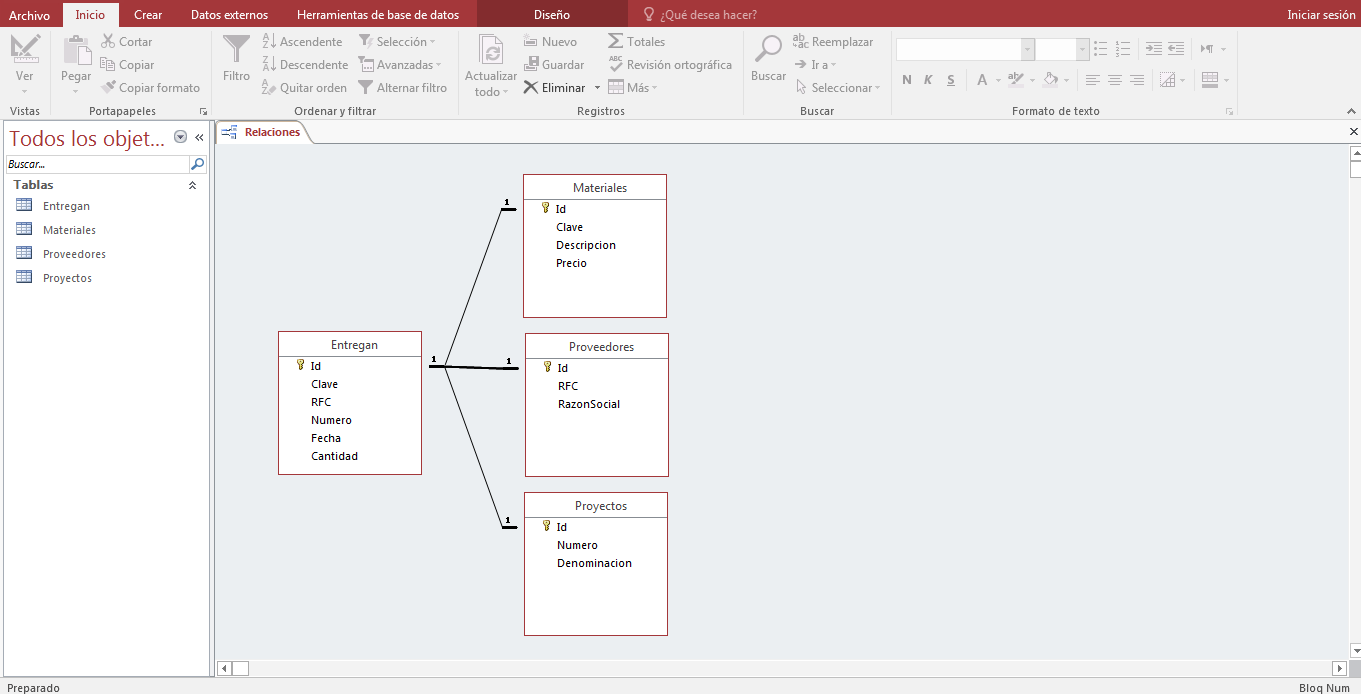 Archivo Inicio Crear Datos externos Herramientas de base de datos Diseño ¿Qué desea hacer? Iniciar sesión
Ver
Vistas
Pegar
Cortar
Copiar
Copiar formato
Portapapeles
Filtro
Ascendente
Descendente
Quitar orden
Selección
Avanzadas
Alternar filtro
Ordenar y filtrar
Actualizar
todo
Nuevo
Guardar
Eliminar
Totales
Revisión ortográfica
Más
Registros
Buscar
Reemplazar
Ir a
Seleccionar
Buscar
N K S A
Formato de texto
Todos los objet...
Buscar...
Tablas
Entregan
Materiales
Proveedores
Proyectos
Relaciones
Materiales
Id
Clave
Descripcion
Precio
1
Entregan
Id
Clave
RFC
Numero
Fecha
Cantidad
1
1
Proveedores
Id
RFC
RazonSocial
1
Proyectos
Id
Numero
Denominacion
Preparado
Bloq Num